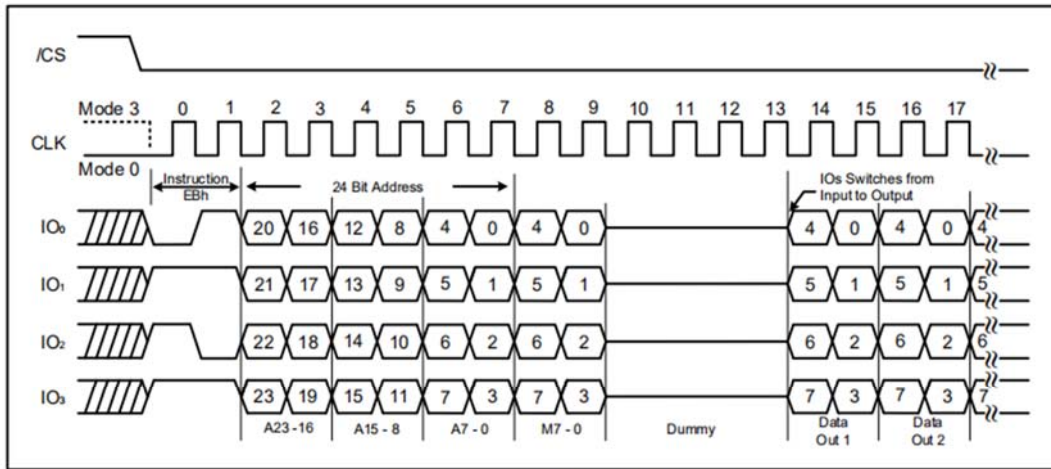 /CS
Mode 3 0 1 2 3 4 5 6 7 8 9 10 11 12 13 14 15 16 17
CLK
Mode 0
Instruction
EBh
24 Bit Address
IOs Switches from
Input to Output
IO₀ 20 16 12 8 4 0 4 0 4 0 4 0 4
IO₁ 21 17 13 9 5 1 5 1 5 1 5 1 5
IO₂ 22 18 14 10 6 2 6 2 6 2 6 2 6
IO₃ 23 19 15 11 7 3 7 3 7 3 7 3 7
A23 - 16 A15 - 8 A7 - 0 M7 - 0 Dummy
Data
Out 1
Data
Out 2